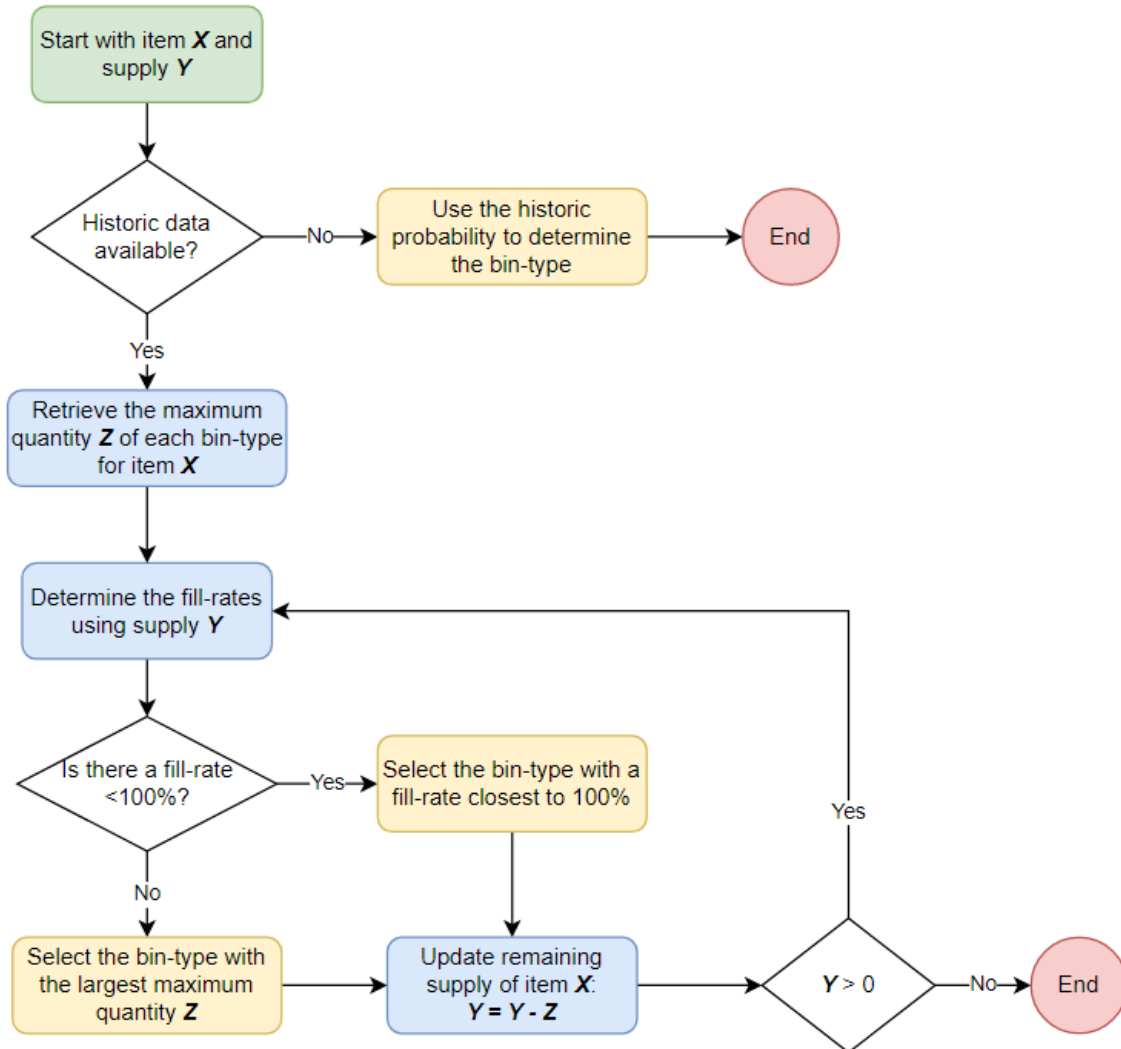 Start with item X and
supply Y
Historic data
available?
No
Use the historic
probability to determine
the bin-type
End
Yes
Retrieve the maximum
quantity Z of each bin-type
for item X
Determine the fill-rates
using supply Y
Is there a fill-rate
<100%?
Yes
Select the bin-type with a
fill-rate closest to 100%
Yes
No
Select the bin-type with
the largest maximum
quantity Z
Update remaining
supply of item X:
Y = Y - Z
Y > 0
No
End